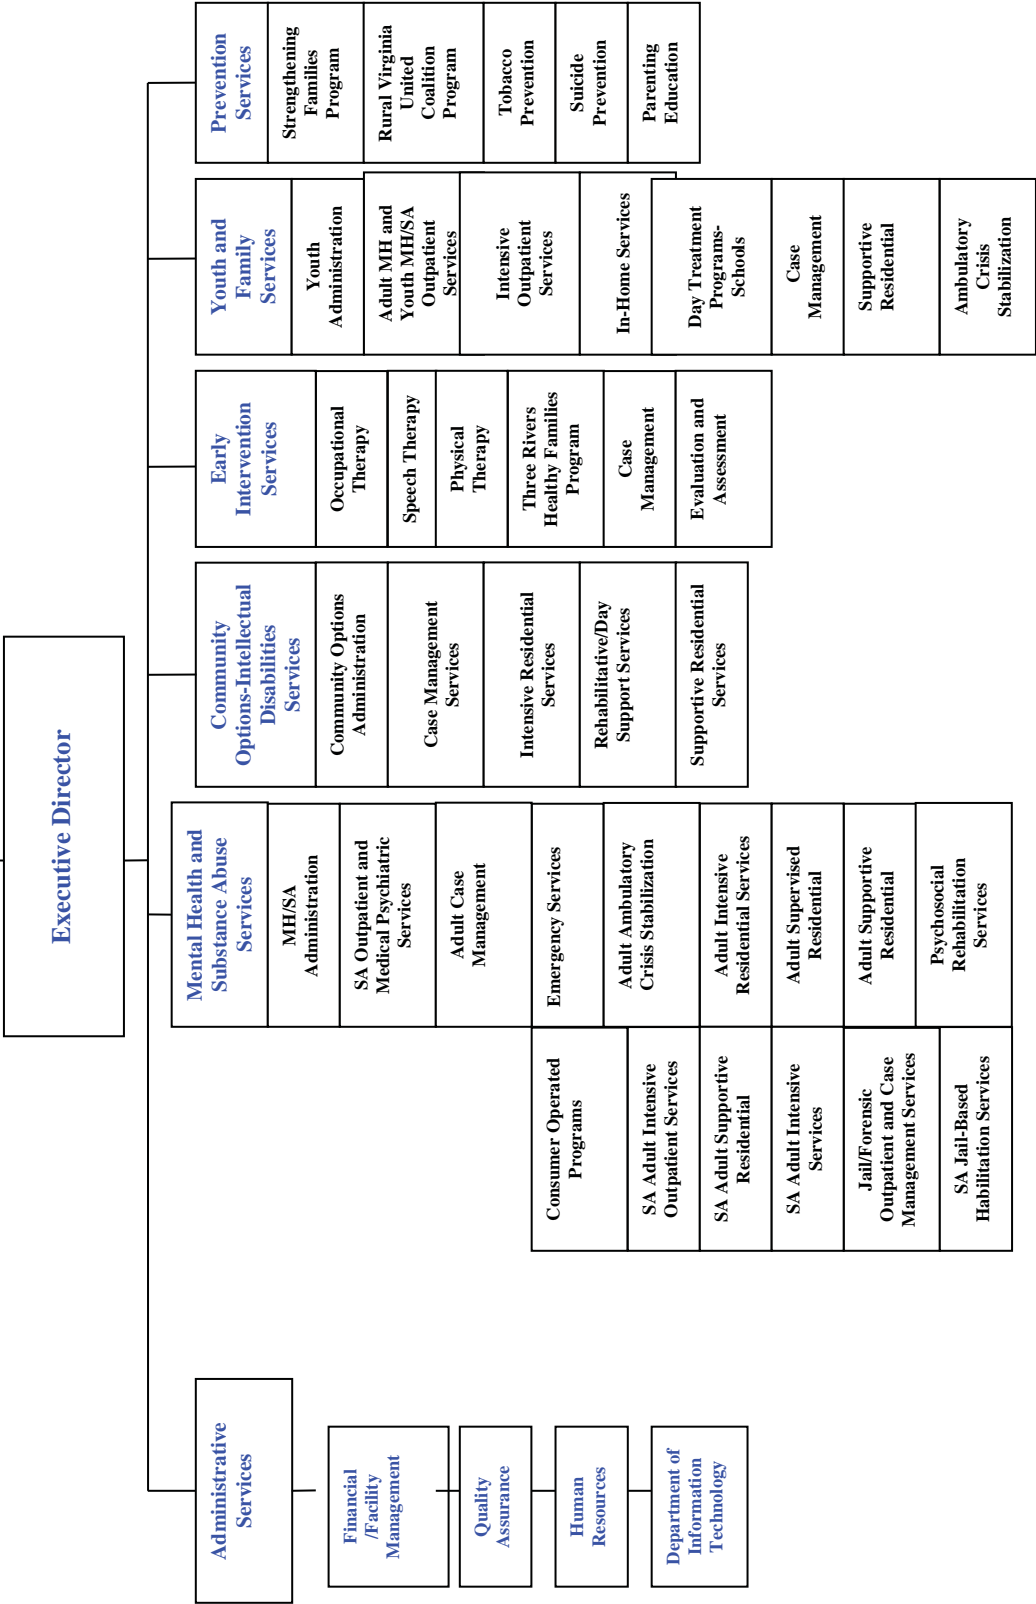 Executive Director
Administrative
Services
Financial
/Facility
Management
Quality
Assurance
Human
Resources
Department of
Information
Technology
Mental Health and
Substance Abuse
Services
MH/SA
Administration
SA Outpatient and
Medical Psychiatric
Services
Adult Case
Management
Emergency Services
Adult Ambulatory
Crisis Stabilization
Adult Intensive
Residential Services
Adult Supervised
Residential
Adult Supportive
Residential
Psychosocial
Rehabilitation
Services
Consumer Operated
Programs
SA Adult Intensive
Outpatient Services
SA Adult Supportive
Residential
SA Adult Intensive
Services
Jail/Forensic
Outpatient and Case
Management Services
SA Jail-Based
Habilitation Services
Community
Options-Intellectual
Disabilities
Services
Community Options
Administration
Case Management
Services
Intensive Residential
Services
Rehabilitative/Day
Support Services
Supportive Residential
Services
Early
Intervention
Services
Occupational
Therapy
Speech Therapy
Physical
Therapy
Three Rivers
Healthy Families
Program
Case
Management
Evaluation and
Assessment
Youth and
Family
Services
Youth
Administration
Adult MH and
Youth MH/SA
Outpatient
Services
Intensive
Outpatient
Services
In-Home Services
Day Treatment
Programs-
Schools
Case
Management
Supportive
Residential
Ambulatory
Crisis
Stabilization
Prevention
Services
Strengthening
Families
Program
Rural Virginia
United
Coalition
Program
Tobacco
Prevention
Suicide
Prevention
Parenting
Education